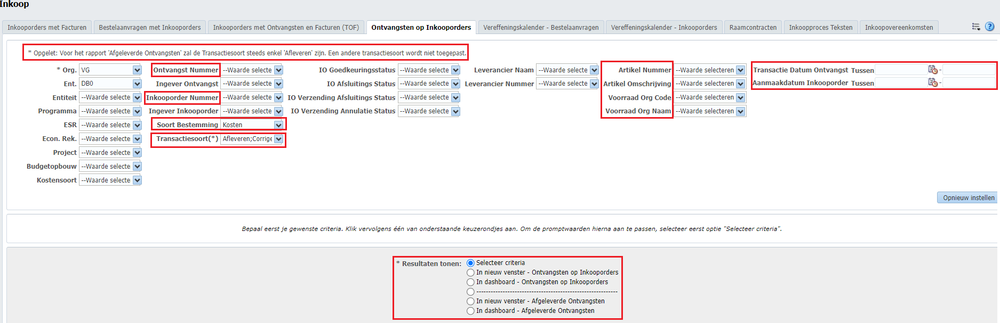 Inkoop
Inkooporders met Facturen
Bestelaanvragen met Inkooporders
Inkooporders met Ontvangsten en Facturen (TOF)
Ontvangsten op Inkooporders
Vereffeningskalender - Bestelaanvragen
Vereffeningskalender - Inkooporders
Raamcontracten
Inkoopproces Teksten
Inkoopovereenkomsten
?
* Opgelet: Voor het rapport 'Afgeleverde Ontvangsten' zal de Transactiesoort steeds enkel 'Afleveren' zijn. Een andere transactiesoort wordt niet toegepast.
* Org. VG
Ent. DB0
Entiteit --Waarde selecte
Programma --Waarde selecte
ESR --Waarde selecte
Econ. Rek. --Waarde selecte
Project --Waarde selecte
Budgetopbouw --Waarde selecte
Kostensoort --Waarde selecte
Ontvangst Nummer --Waarde selecte
Ingever Ontvangst --Waarde selecte
Inkooporder Nummer --Waarde selecte
Ingever Inkooporder --Waarde selecte
Soort Bestemming Kosten
Transactiesoort(*) Afleveren;Corrige
IO Goedkeuringsstatus --Waarde selecte
IO Afsluitings Status --Waarde selecte
IO Verzending Afsluitings Status --Waarde selecte
IO Verzending Annulatie Status --Waarde selecte
Leverancier Naam --Waarde selecte
Leverancier Nummer --Waarde selecte
Artikel Nummer --Waarde selecteren
Artikel Omschrijving --Waarde selecteren
Voorraad Org Code --Waarde selecteren
Voorraad Org Naam --Waarde selecteren
Transactie Datum Ontvangst Tussen -
Aanmaakdatum Inkooporder Tussen -
Opnieuw instellen
Bepaal eerst je gewenste criteria. Klik vervolgens één van onderstaande keuzerondjes aan. Om de promptwaarden hierna aan te passen, selecteer eerst optie "Selecteer criteria".
* Resultaten tonen: Selecteer criteria
In nieuw venster - Ontvangsten op Inkooporders
In dashboard - Ontvangsten op Inkooporders
-----------------------------------------------------------
In nieuw venster - Afgeleverde Ontvangsten
In dashboard - Afgeleverde Ontvangsten